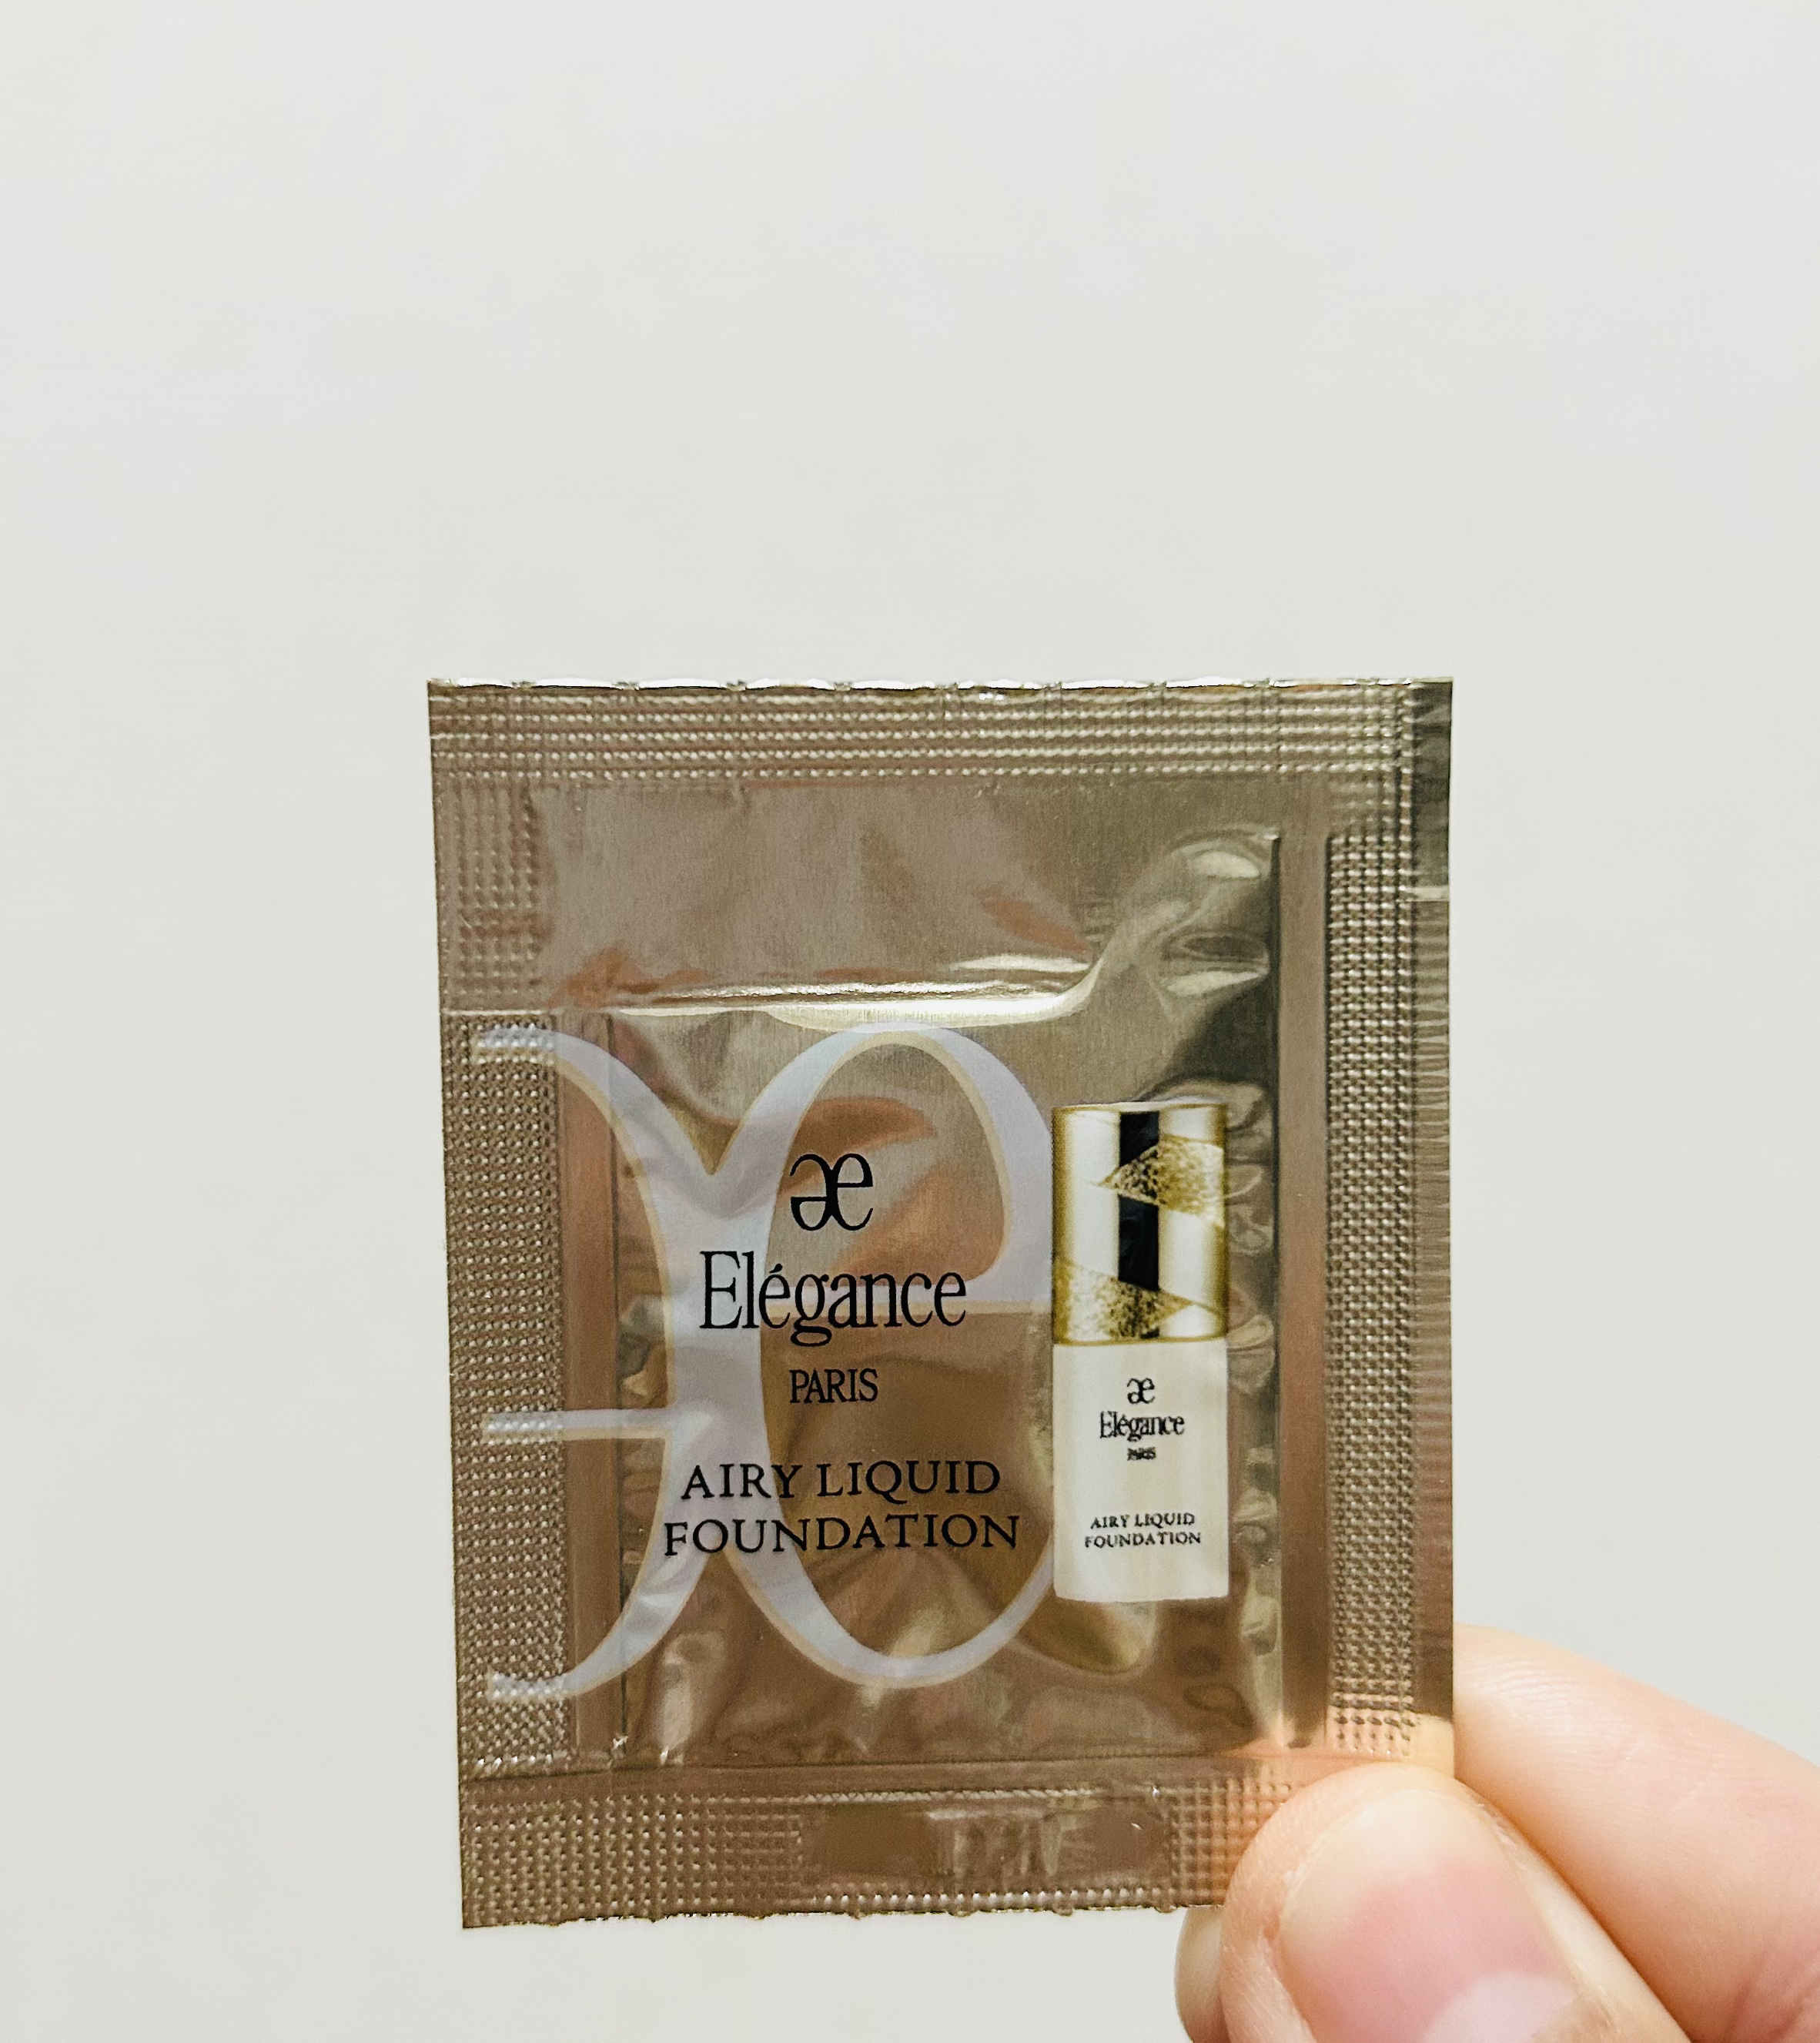 æ
Elégance
PARIS
AIRY LIQUID
FOUNDATION
æ
Elégance
PARIS
AIRY LIQUID
FOUNDATION